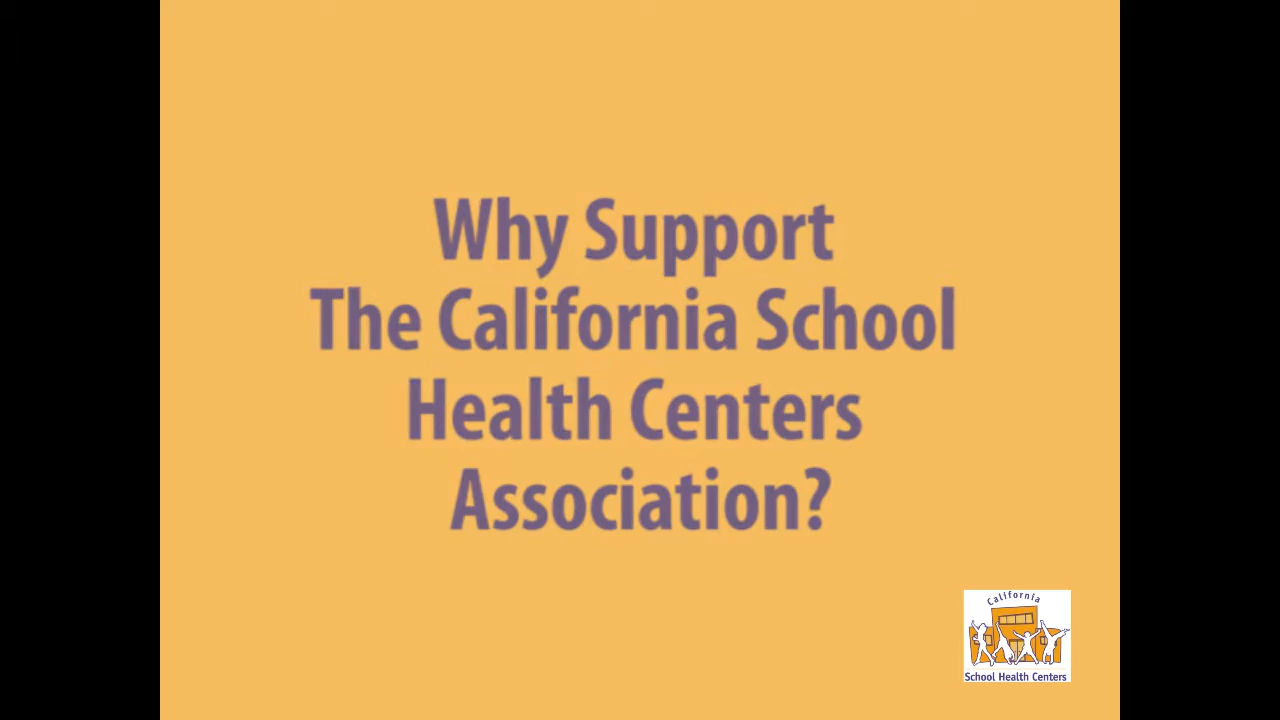 Why Support
The California School
Health Centers
Association?
California
School Health Centers